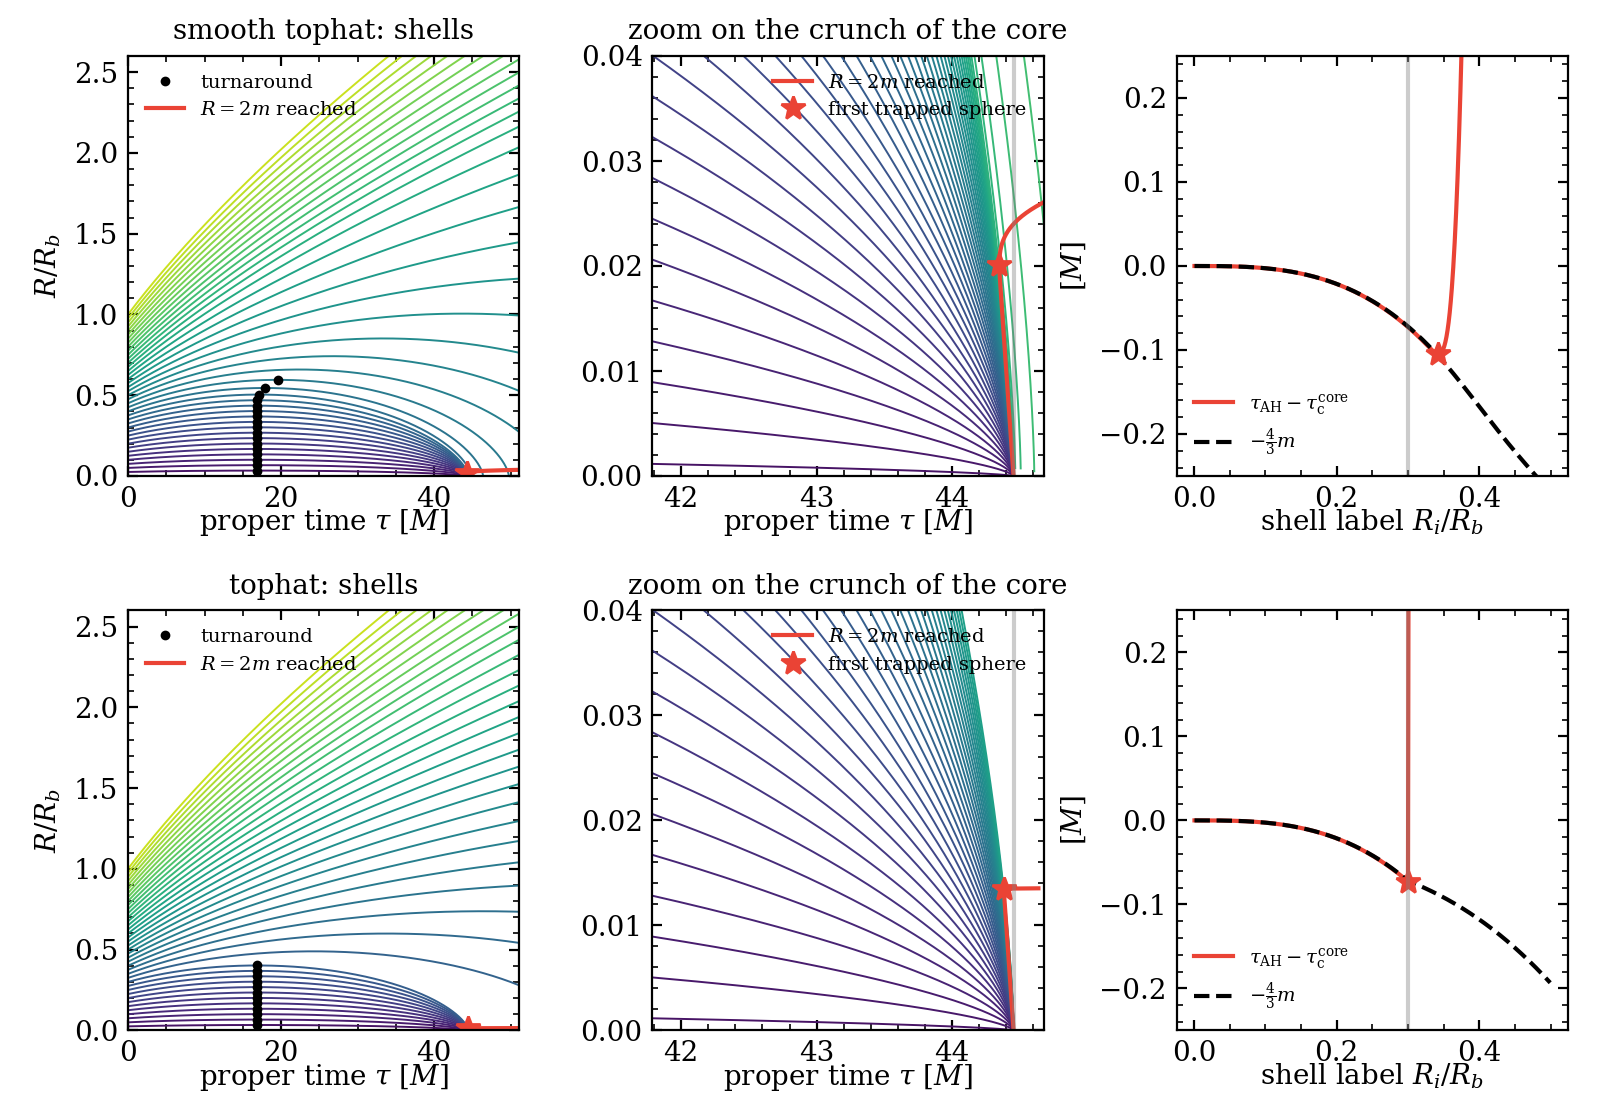 smooth tophat: shells
zoom on the crunch of the core
turnaround
R = 2m reached
R/R_b
2.5
2.0
1.5
1.0
0.5
0.0
0 20 40
proper time τ [M]
R = 2m reached
first trapped sphere
0.04
0.03
0.02
0.01
0.00
42 43 44
proper time τ [M]
[M]
0.2
0.1
0.0
−0.1
−0.2
τ_AH − τ_c^core
−4/3 m
0.0 0.2 0.4
shell label R_i/R_b
tophat: shells
zoom on the crunch of the core
turnaround
R = 2m reached
R/R_b
2.5
2.0
1.5
1.0
0.5
0.0
0 20 40
proper time τ [M]
R = 2m reached
first trapped sphere
0.04
0.03
0.02
0.01
0.00
42 43 44
proper time τ [M]
[M]
0.2
0.1
0.0
−0.1
−0.2
τ_AH − τ_c^core
−4/3 m
0.0 0.2 0.4
shell label R_i/R_b